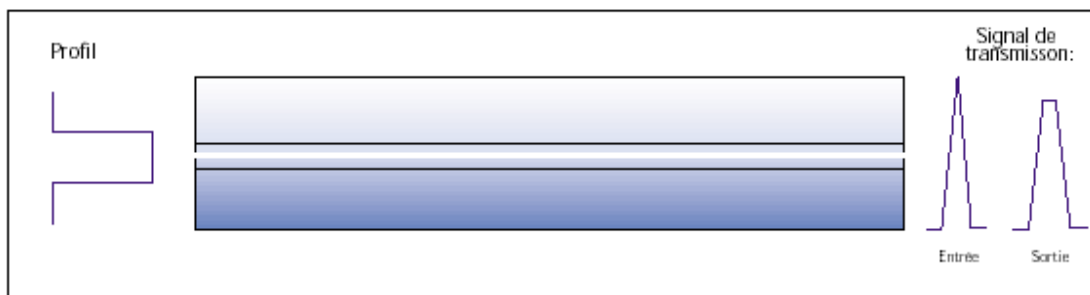 Profil
Signal de
transmisson:
Entrée
Sortie